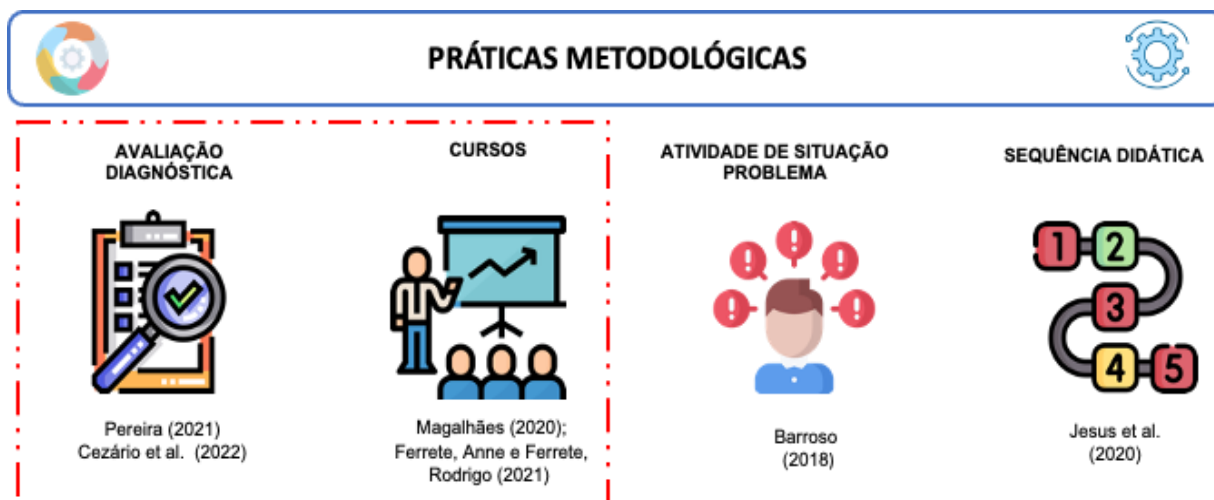 PRÁTICAS METODOLÓGICAS
AVALIAÇÃO
DIAGNÓSTICA
CURSOS
ATIVIDADE DE SITUAÇÃO
PROBLEMA
SEQUÊNCIA DIDÁTICA
1 2
3
4 5
Pereira (2021)
Cezário et al. (2022)
Magalhães (2020);
Ferrete, Anne e Ferrete,
Rodrigo (2021)
Barroso
(2018)
Jesus et al.
(2020)